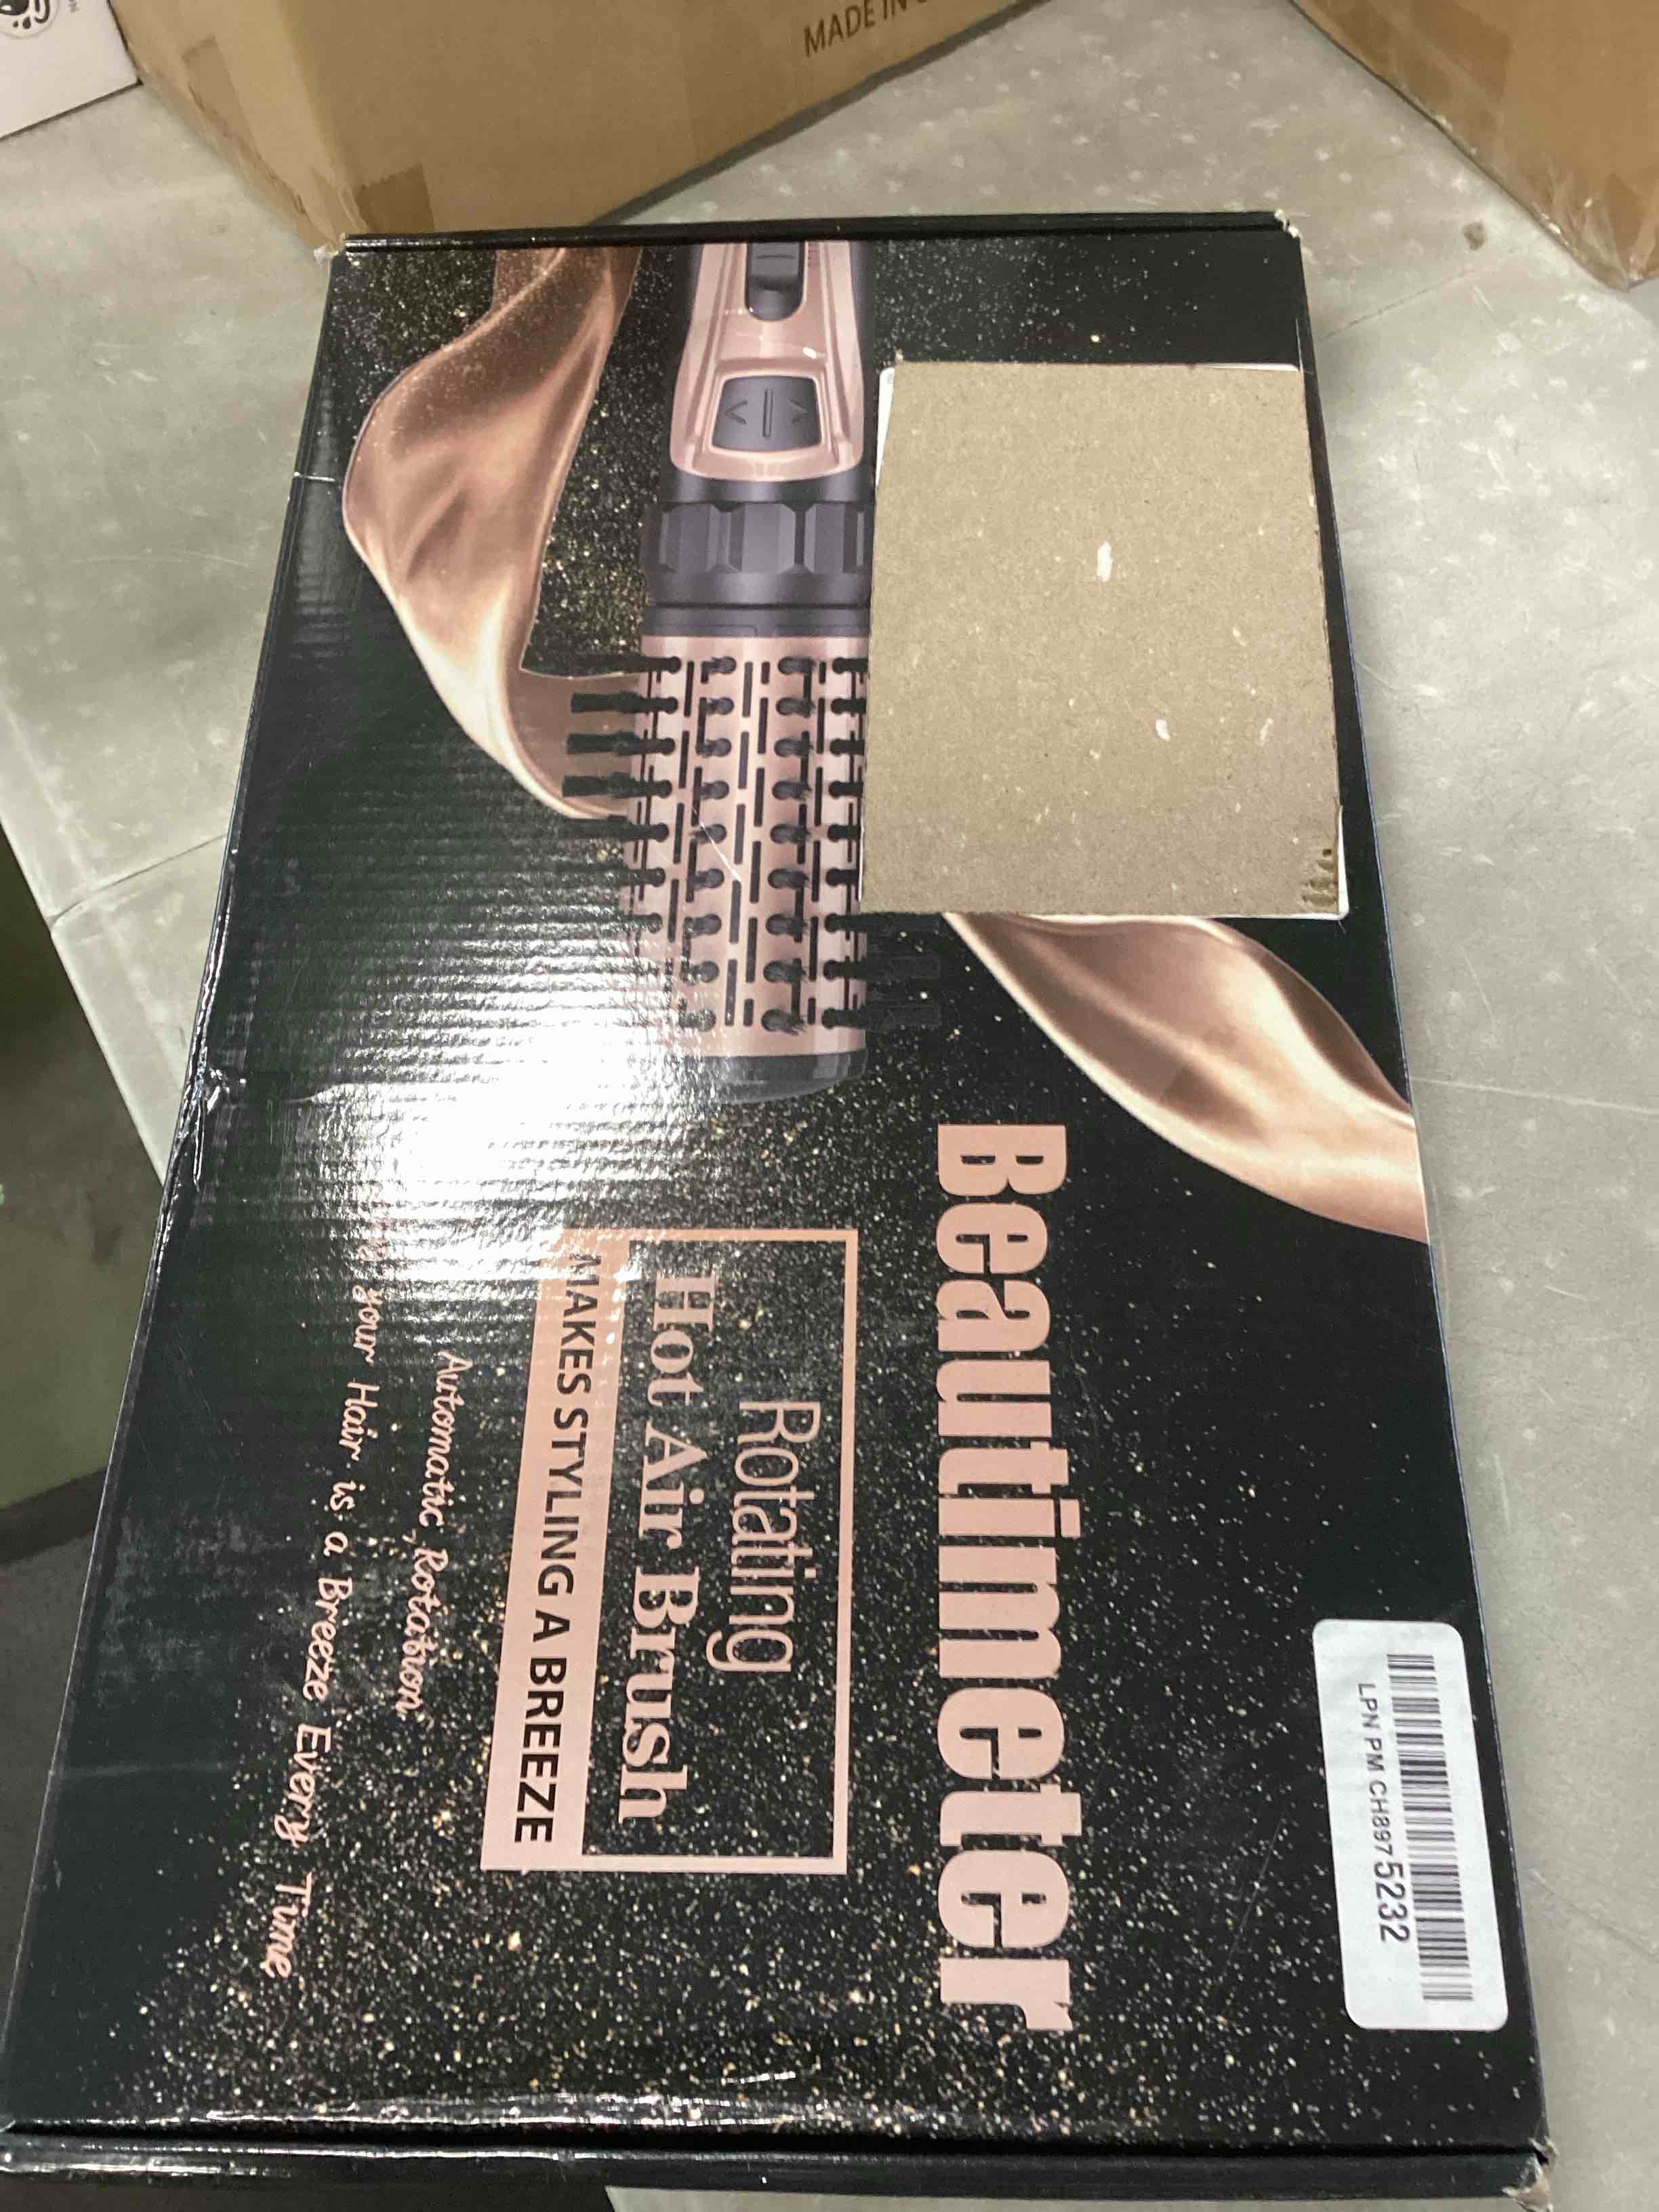 MADE IN
Beautimeter
Rotating
Hot Air Brush
MAKES STYLING A BREEZE
Automatic Rotation
your Hair is a Breeze Every Time
LPN PM CH8975232